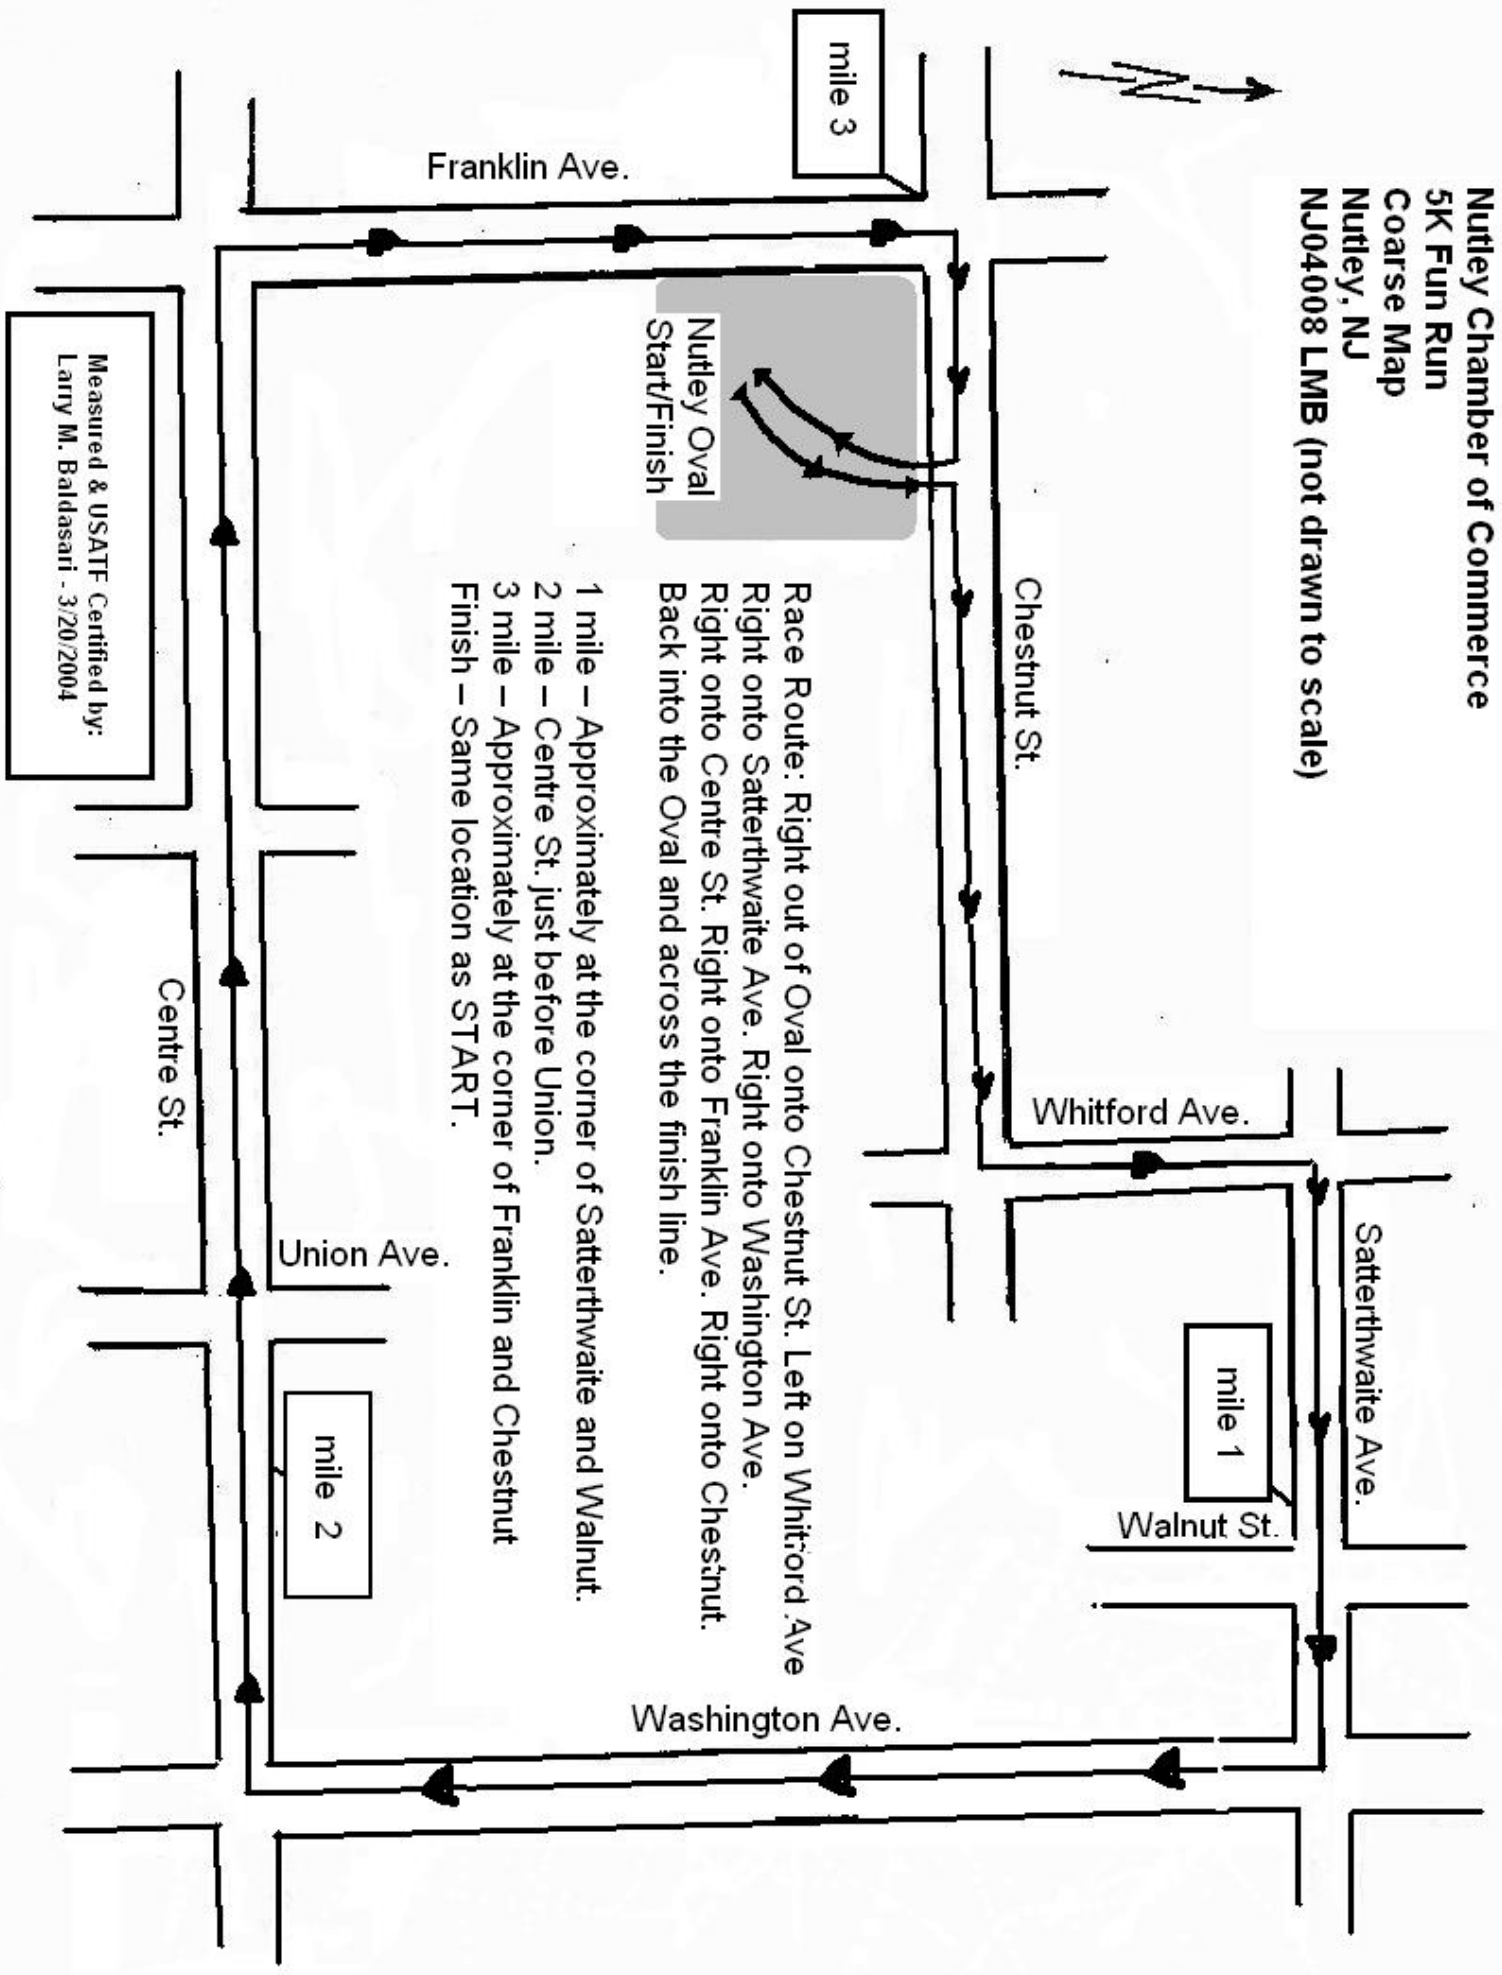 Nutley Chamber of Commerce
5K Fun Run
Coarse Map
Nutley, NJ
NJ04008 LMB (not drawn to scale)
N
mile 3
Franklin Ave.
Nutley Oval
Start/Finish
Chestnut St.
Whitford Ave.
Satterthwaite Ave.
mile 1
Walnut St.
Race Route: Right out of Oval onto Chestnut St. Left on Whitford Ave
Right onto Satterthwaite Ave. Right onto Washington Ave.
Right onto Centre St. Right onto Franklin Ave. Right onto Chestnut.
Back into the Oval and across the finish line.
1 mile – Approximately at the corner of Satterthwaite and Walnut.
2 mile – Centre St. just before Union.
3 mile – Approximately at the corner of Franklin and Chestnut
Finish – Same location as START.
Washington Ave.
mile 2
Union Ave.
Centre St.
Measured & USATF Certified by:
Larry M. Baldasari - 3/20/2004